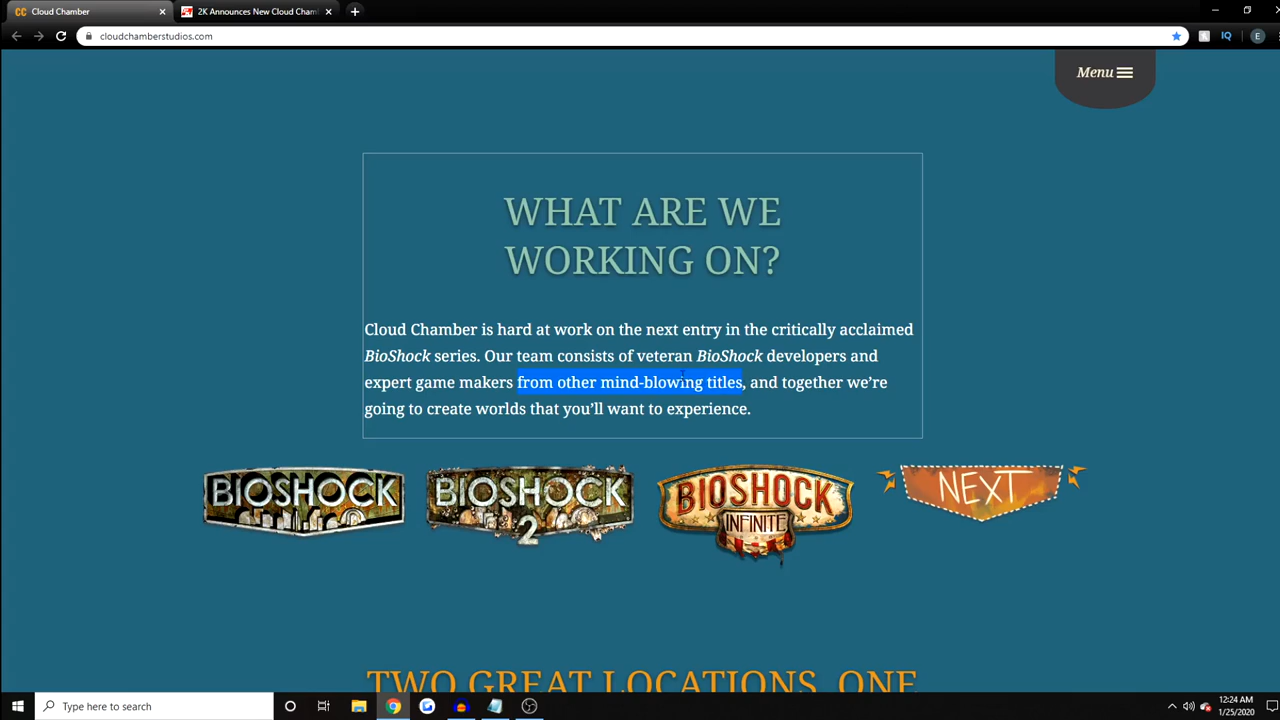 Cloud Chamber
2K Announces New Cloud Cham
cloudchamberstudios.com
IQ
E
Menu
WHAT ARE WE
WORKING ON?
Cloud Chamber is hard at work on the next entry in the critically acclaimed
BioShock series. Our team consists of veteran BioShock developers and
expert game makers from other mind-blowing titles, and together we're
going to create worlds that you'll want to experience.
BIOSHOCK
BIOSHOCK
2
BIOSHOCK
INFINITE
NEXT
TWO GREAT LOCATIONS, ONE
Type here to search
12:24 AM
1/25/2020